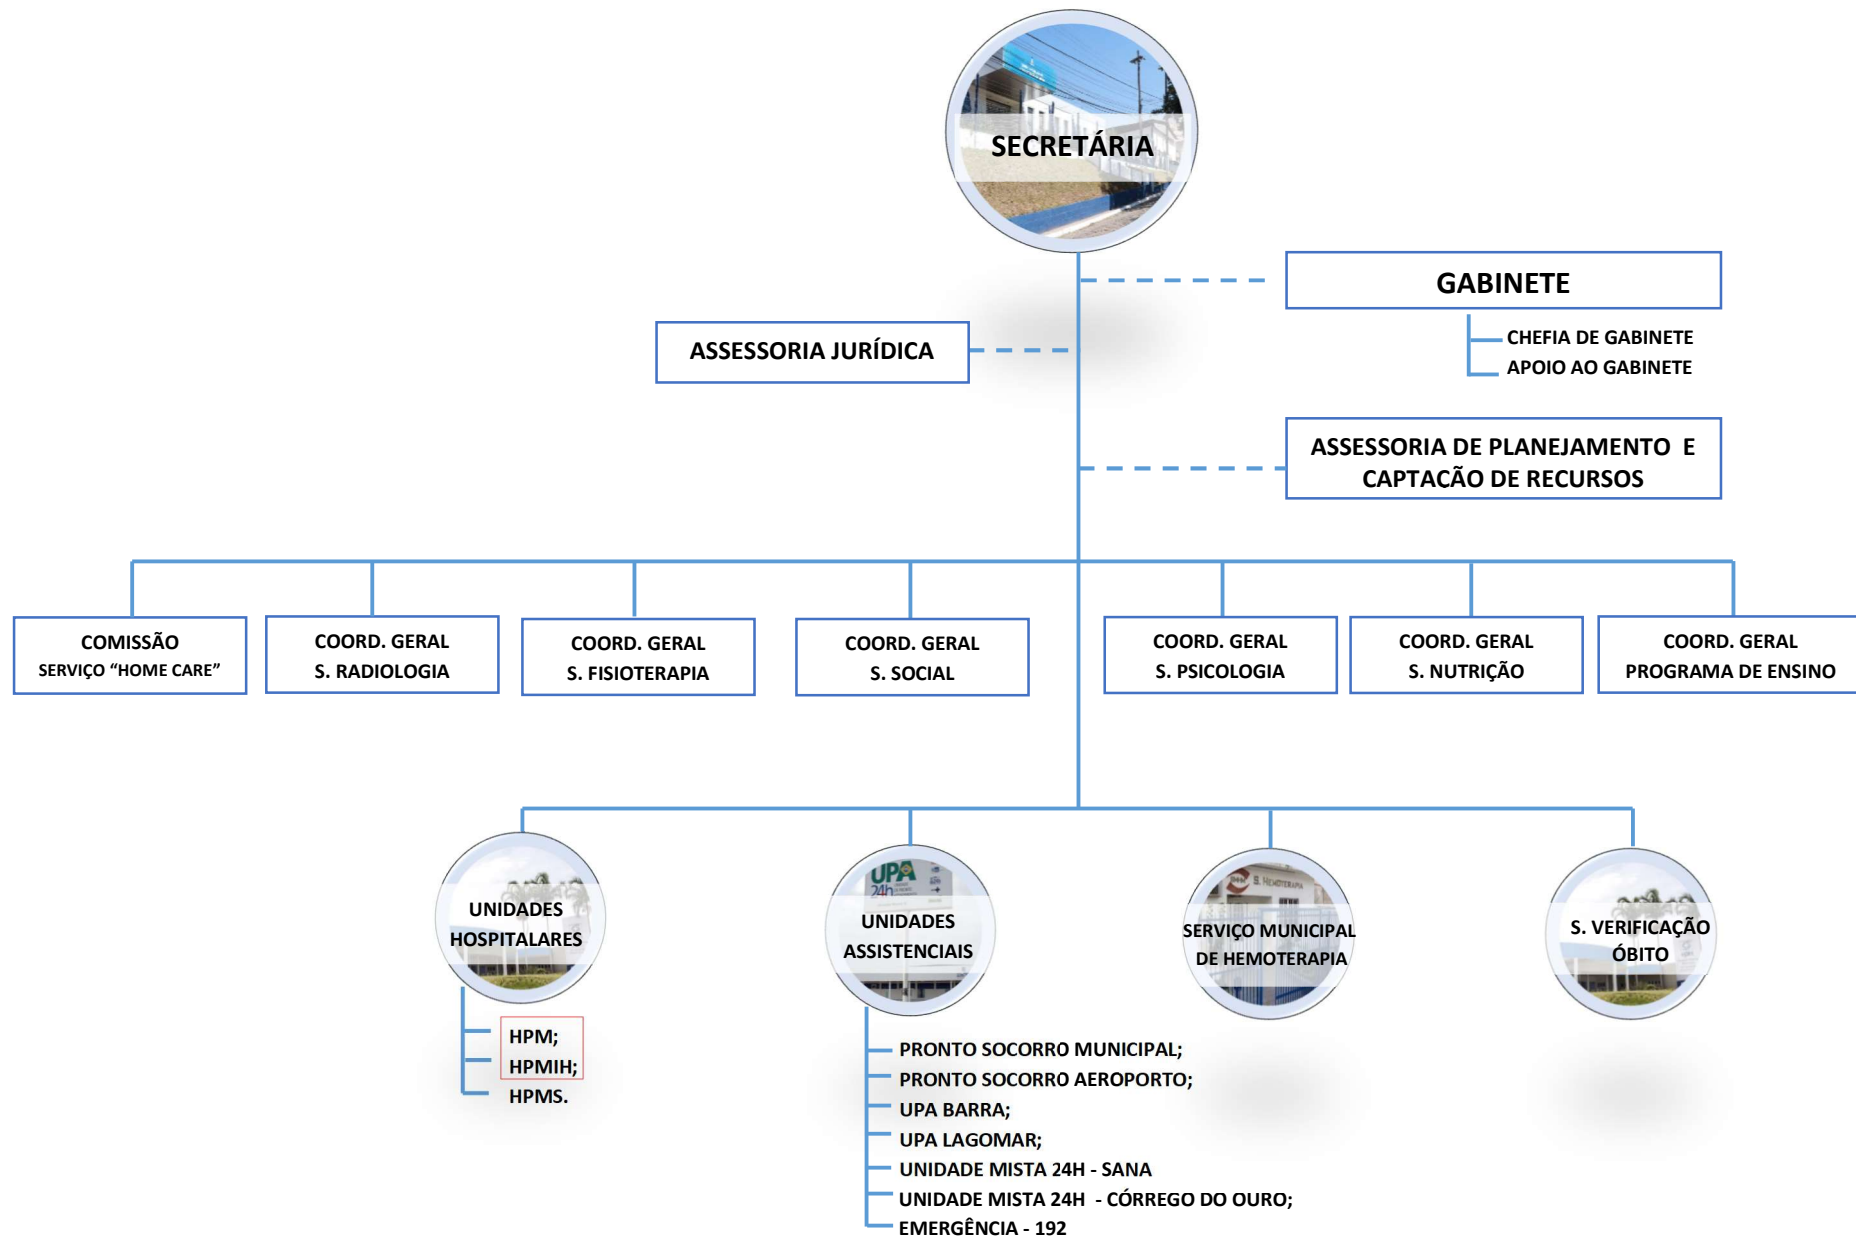 SECRETÁRIA
GABINETE
CHEFIA DE GABINETE
APOIO AO GABINETE
ASSESSORIA JURÍDICA
ASSESSORIA DE PLANEJAMENTO E
CAPTACÃO DE RECURSOS
COMISSÃO
SERVIÇO “HOME CARE”
COORD. GERAL
S. RADIOLOGIA
COORD. GERAL
S. FISIOTERAPIA
COORD. GERAL
S. SOCIAL
COORD. GERAL
S. PSICOLOGIA
COORD. GERAL
S. NUTRIÇÃO
COORD. GERAL
PROGRAMA DE ENSINO
UNIDADES
HOSPITALARES
HPM;
HPMIH;
HPMS.
UPA
24h
UNIDADES
ASSISTENCIAIS
PRONTO SOCORRO MUNICIPAL;
PRONTO SOCORRO AEROPORTO;
UPA BARRA;
UPA LAGOMAR;
UNIDADE MISTA 24H - SANA
UNIDADE MISTA 24H - CÓRREGO DO OURO;
EMERGÊNCIA - 192
S. HEMOTERAPIA
SERVIÇO MUNICIPAL
DE HEMOTERAPIA
S. VERIFICAÇÃO
ÓBITO